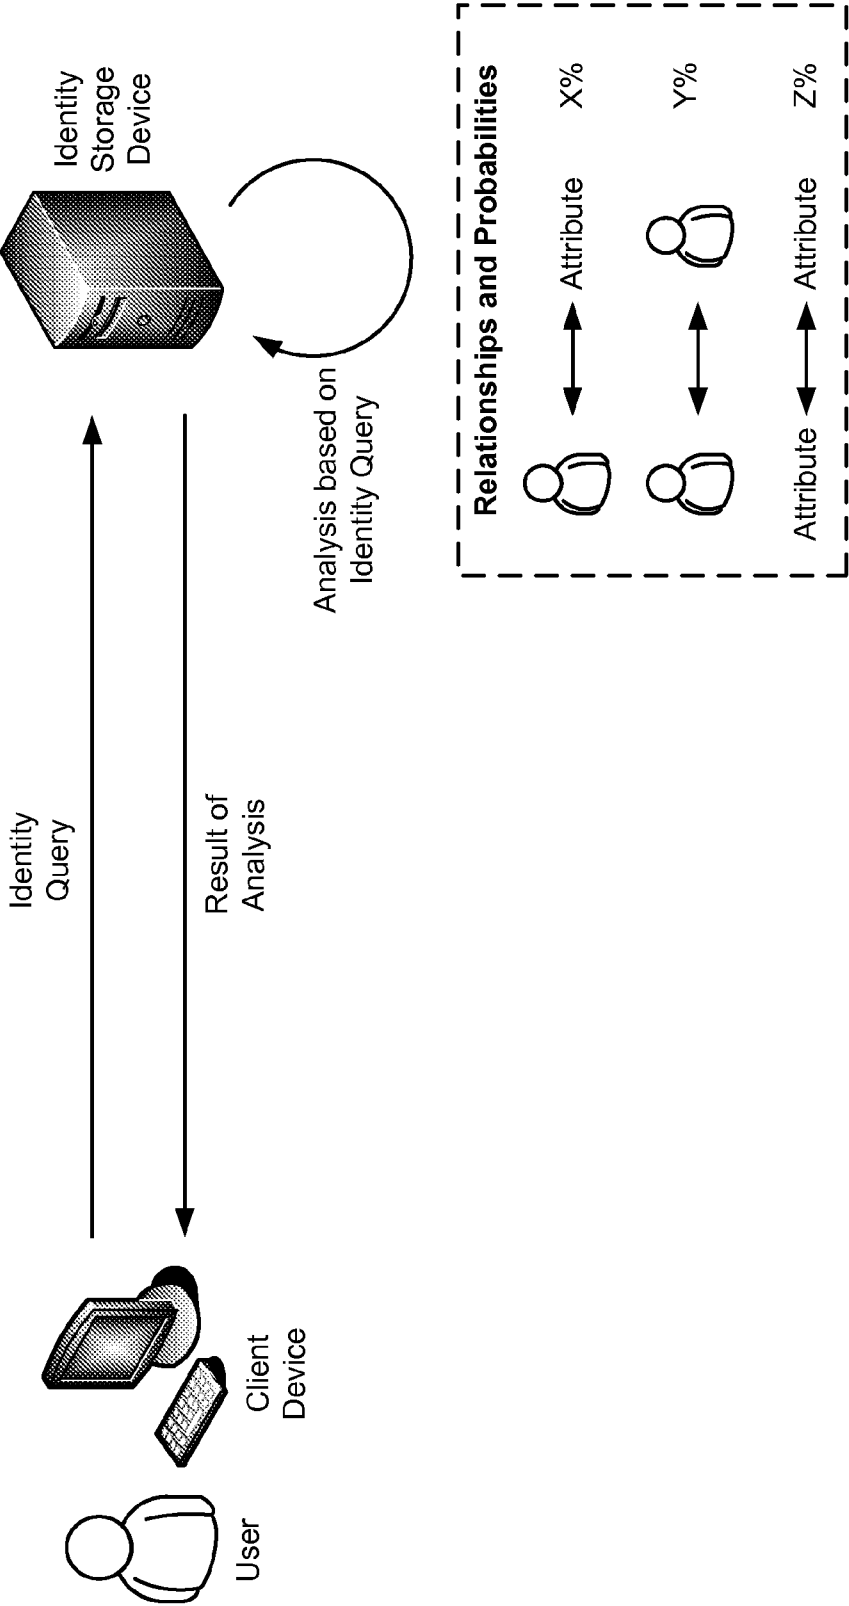 User
Client
Device
Identity
Query
Result of
Analysis
Identity
Storage
Device
Analysis based on
Identity Query
Relationships and Probabilities
Attribute X%
Y%
Attribute Attribute Z%